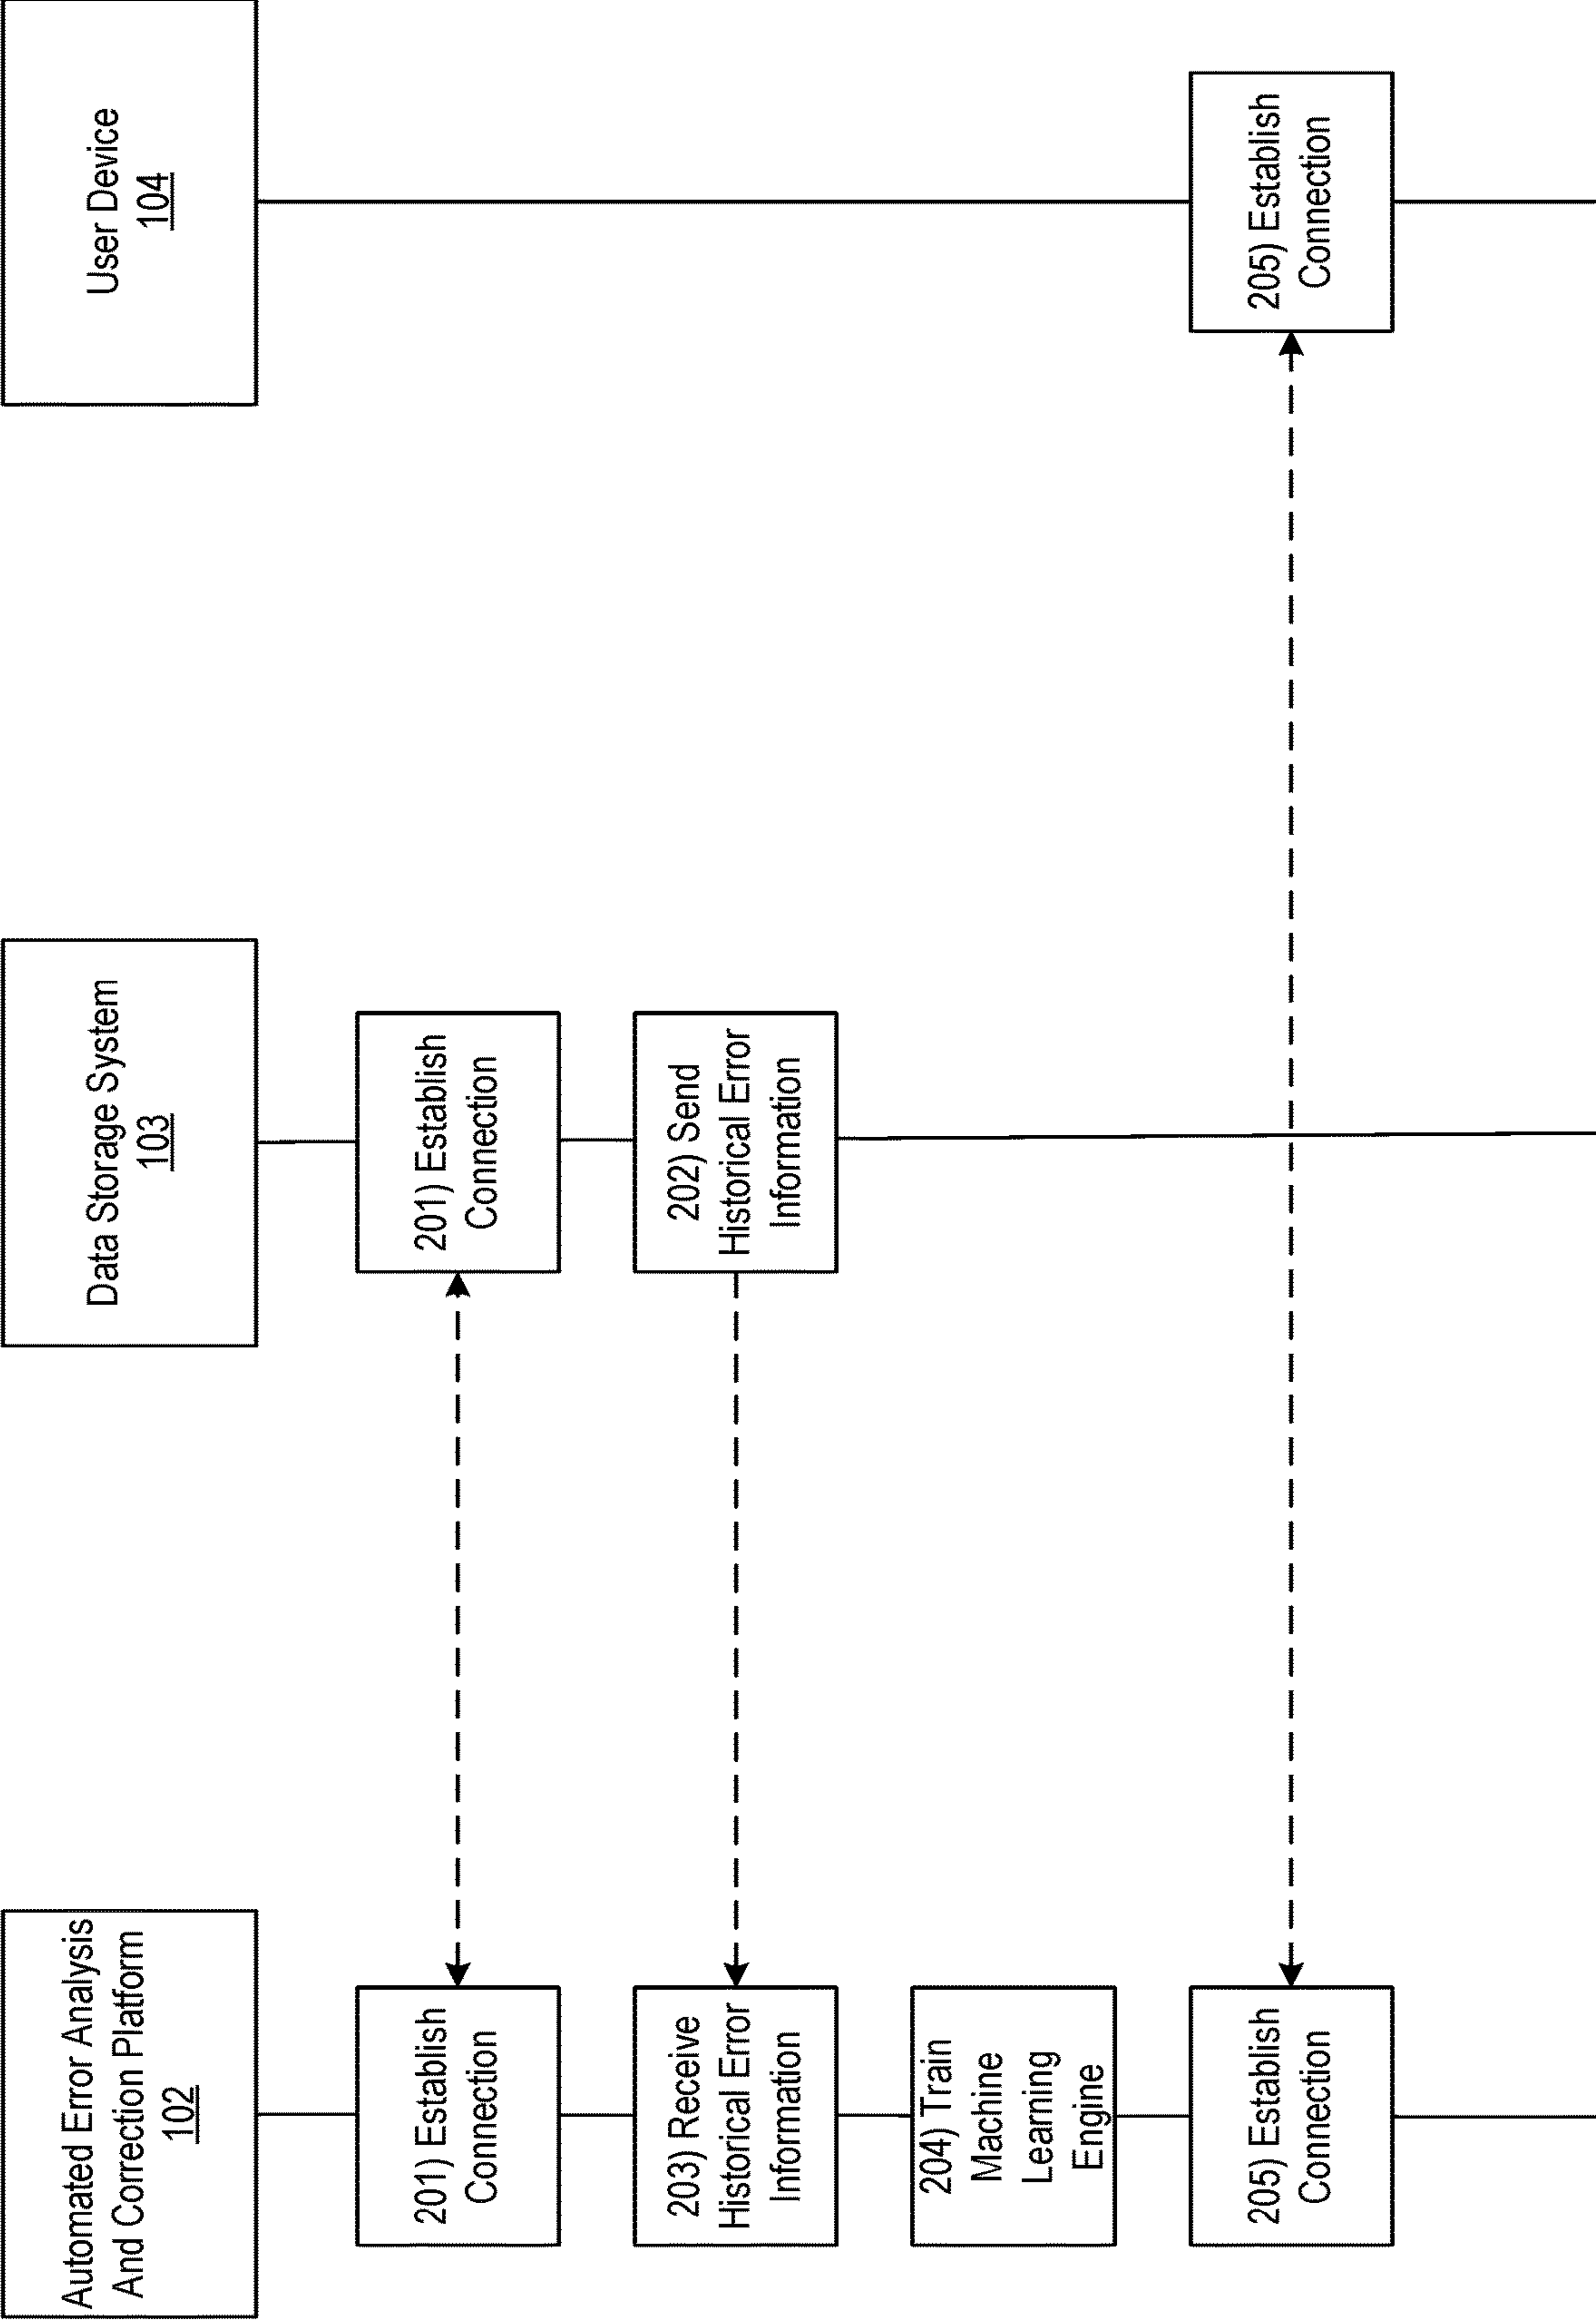 Automated Error Analysis
And Correction Platform
102
Data Storage System
103
User Device
104
201) Establish
Connection
201) Establish
Connection
203) Receive
Historical Error
Information
202) Send
Historical Error
Information
204) Train
Machine
Learning
Engine
205) Establish
Connection
205) Establish
Connection